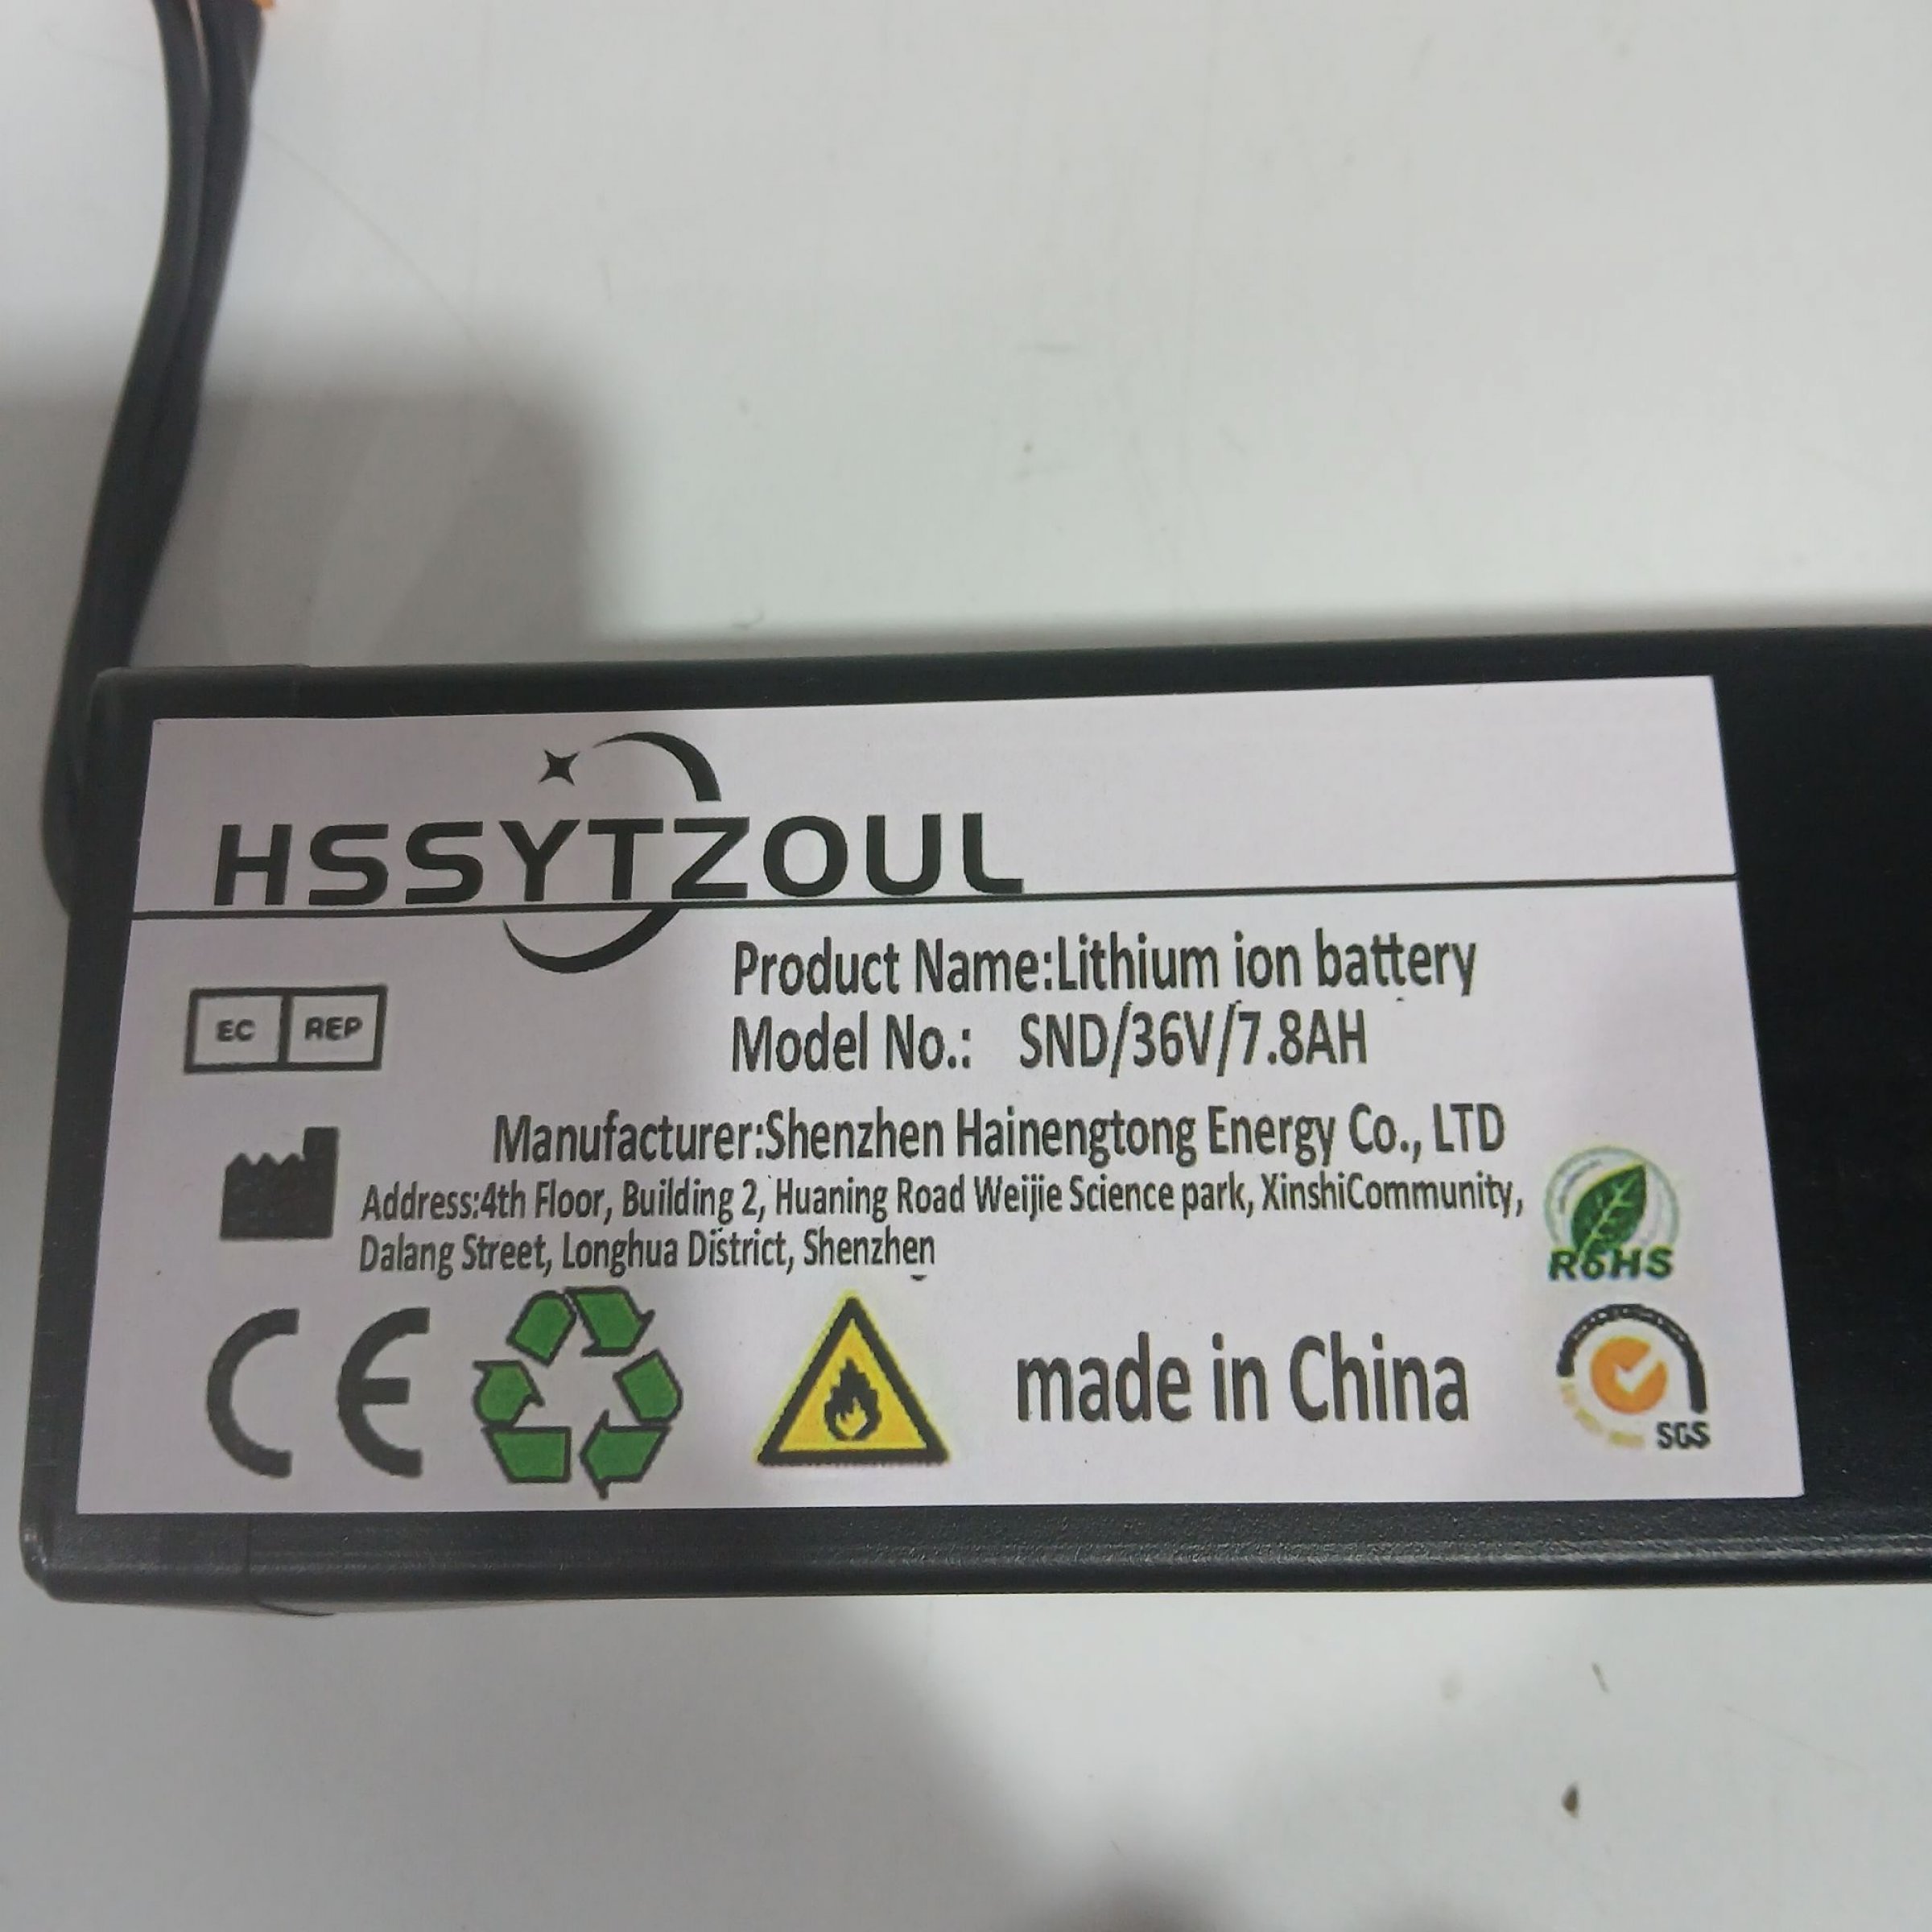 HSSYTZOUL
Product Name:Lithium ion battery
EC REP
Model No.: SND/36V/7.8AH
Manufacturer:Shenzhen Hainengtong Energy Co., LTD
Address:4th Floor, Building 2, Huaning Road Weijie Science park, XinshiCommunity,
Dalang Street, Longhua District, Shenzhen
RoHS
CE
made in China
SGS